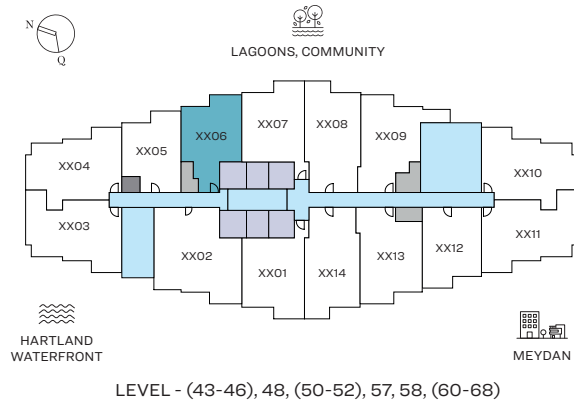 N
Q
LAGOONS, COMMUNITY
XX06
XX07
XX08
XX05
XX09
XX04
XX10
XX03
XX02
XX01
XX14
XX13
XX12
XX11
HARTLAND
WATERFRONT
MEYDAN
LEVEL - (43-46), 48, (50-52), 57, 58, (60-68)